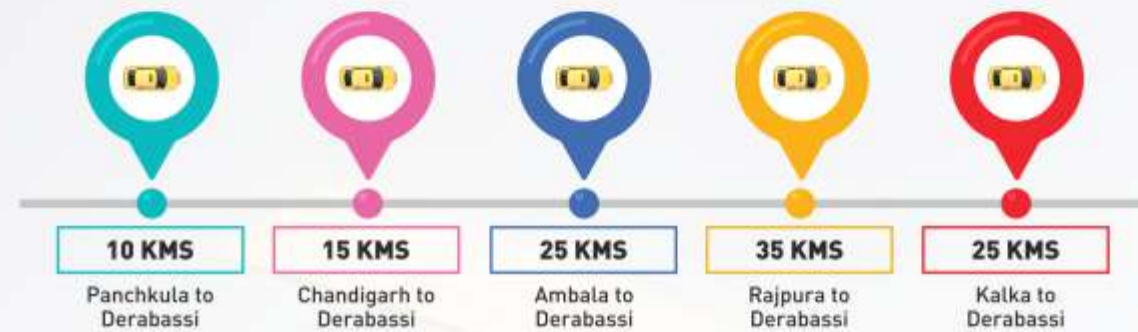 10 KMS
Panchkula to
Derabassi
15 KMS
Chandigarh to
Derabassi
25 KMS
Ambala to
Derabassi
35 KMS
Rajpura to
Derabassi
25 KMS
Kalka to
Derabassi